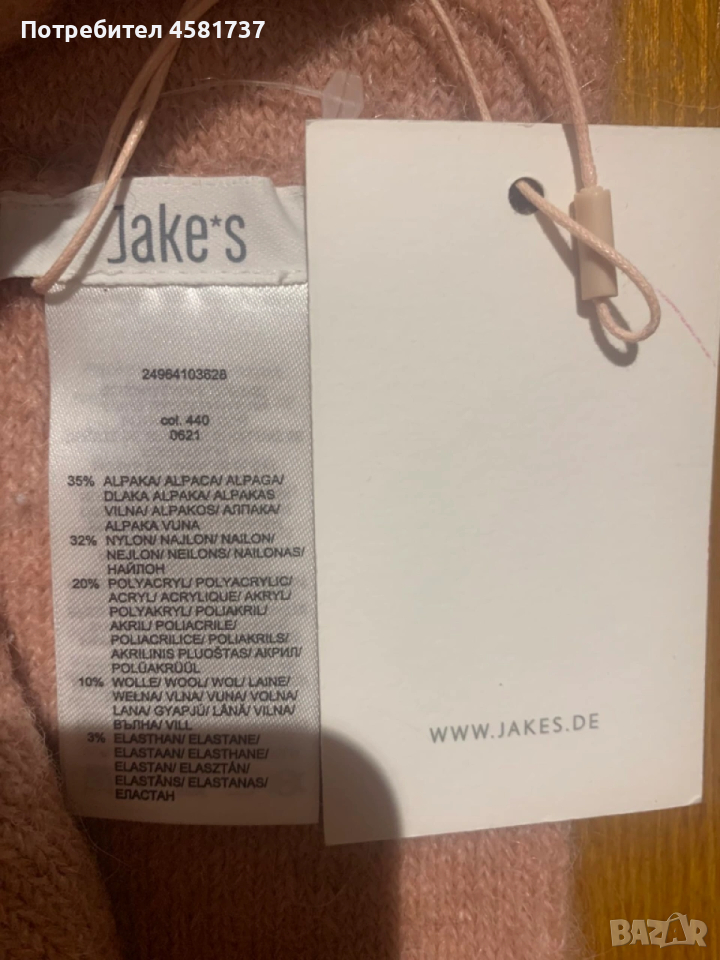 Потребител 4581737
Jake*s
24964103628
col. 440
0621
35% ALPAKA/ ALPACA/ ALPAGA/
DLAKA ALPAKA/ ALPAKAS
VILNA/ ALPAKOS/ АЛПАКА/
ALPAKA VUNA
32% NYLON/ NAJLON/ NAILON/
NEJLON/ NEILONS/ NAILONAS/
НАЙЛОН
20% POLYACRYL/ POLYACRYLIC/
ACRYL/ ACRYLIQUE/ AKRYL/
POLYAKRYL/ POLIAKRIL/
AKRIL/ POLIACRILE/
POLIACRILICE/ POLIAKRILS/
AKRILINIS PLUOŠTAS/ АКРИЛ/
POLÜAKRÜÜL
10% WOLLE/ WOOL/ WOL/ LAINE/
WEŁNA/ VLNA/ VUNA/ VOLNA/
LANA/ GYAPJÚ/ LÂNĂ/ VILNA/
ВЪЛНА/ VILL
3% ELASTHAN/ ELASTANE/
ELASTAAN/ ELASTHANE/
ELASTAN/ ELASZTÁN/
ELASTĀNS/ ELASTANAS/
ЕЛАСТАН
WWW.JAKES.DE
BAZAR